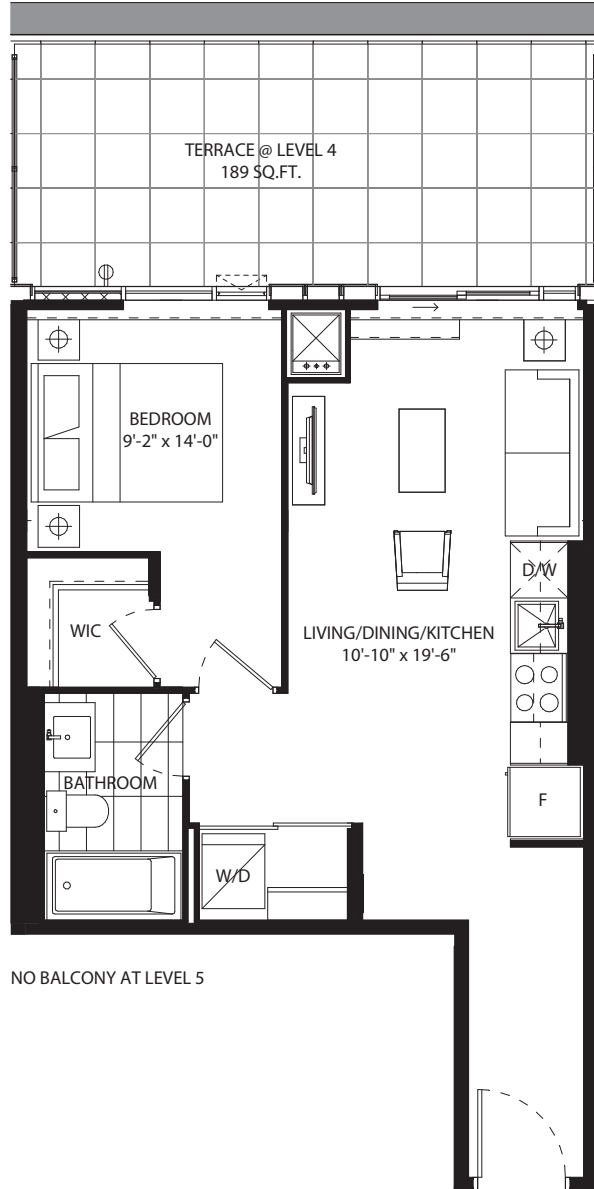 TERRACE @ LEVEL 4
189 SQ.FT.
BEDROOM
9'-2" x 14'-0"
D/W
WIC
LIVING/DINING/KITCHEN
10'-10" x 19'-6"
BATHROOM
F
W/D
NO BALCONY AT LEVEL 5